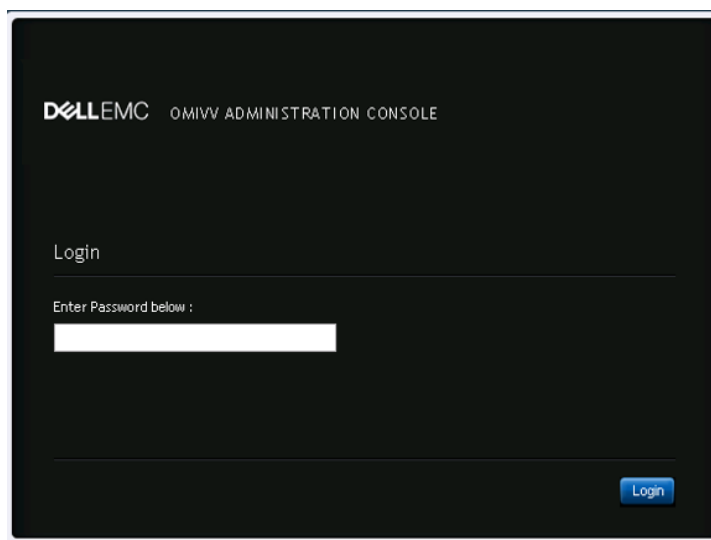 DELLEMC OMIVV ADMINISTRATION CONSOLE
Login
Enter Password below :
Login